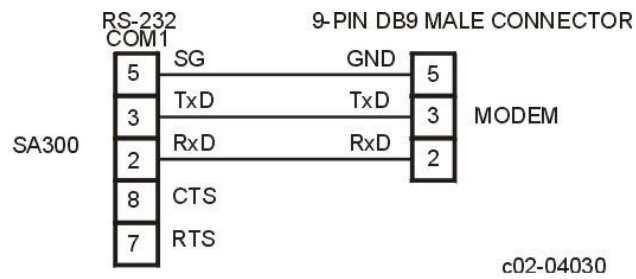 RS-232 9-PIN DB9 MALE CONNECTOR
COM1
5 SG GND 5
3 TxD TxD 3 MODEM
SA300
2 RxD RxD 2
8 CTS
7 RTS
c02-04030